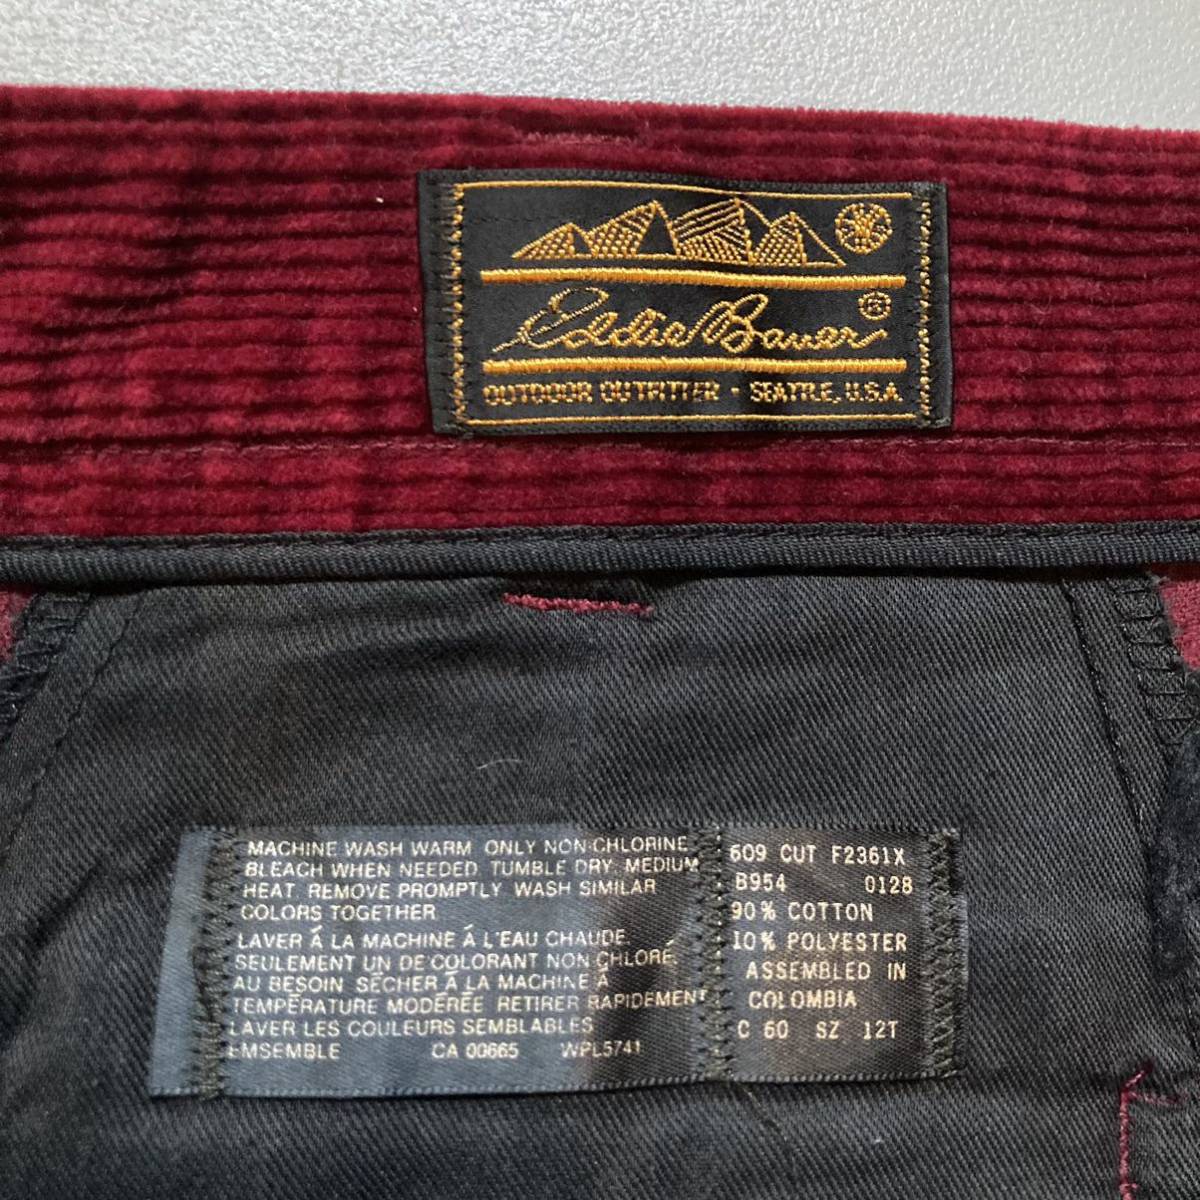 Eddie Bauer®
OUTDOOR OUTFITTER · SEATTLE, U.S.A.
MACHINE WASH WARM ONLY NON-CHLORINE
BLEACH WHEN NEEDED. TUMBLE DRY, MEDIUM
HEAT. REMOVE PROMPTLY WASH SIMILAR
COLORS TOGETHER
LAVER Á LA MACHINE Á L'EAU CHAUDE.
SEULEMENT UN DE COLORANT NON CHLORÉ.
AU BESOIN SÉCHER Á LA MACHINE Á
TEMPÉRATURE MODÉRÉE RETIRER RAPIDEMENT
LAVER LES COULEURS SEMBLABLES
EMSEMBLE CA 00665 WPL5741
609 CUT F2361X
B954 0128
90% COTTON
10% POLYESTER
ASSEMBLED IN
COLOMBIA
C 60 SZ 12T